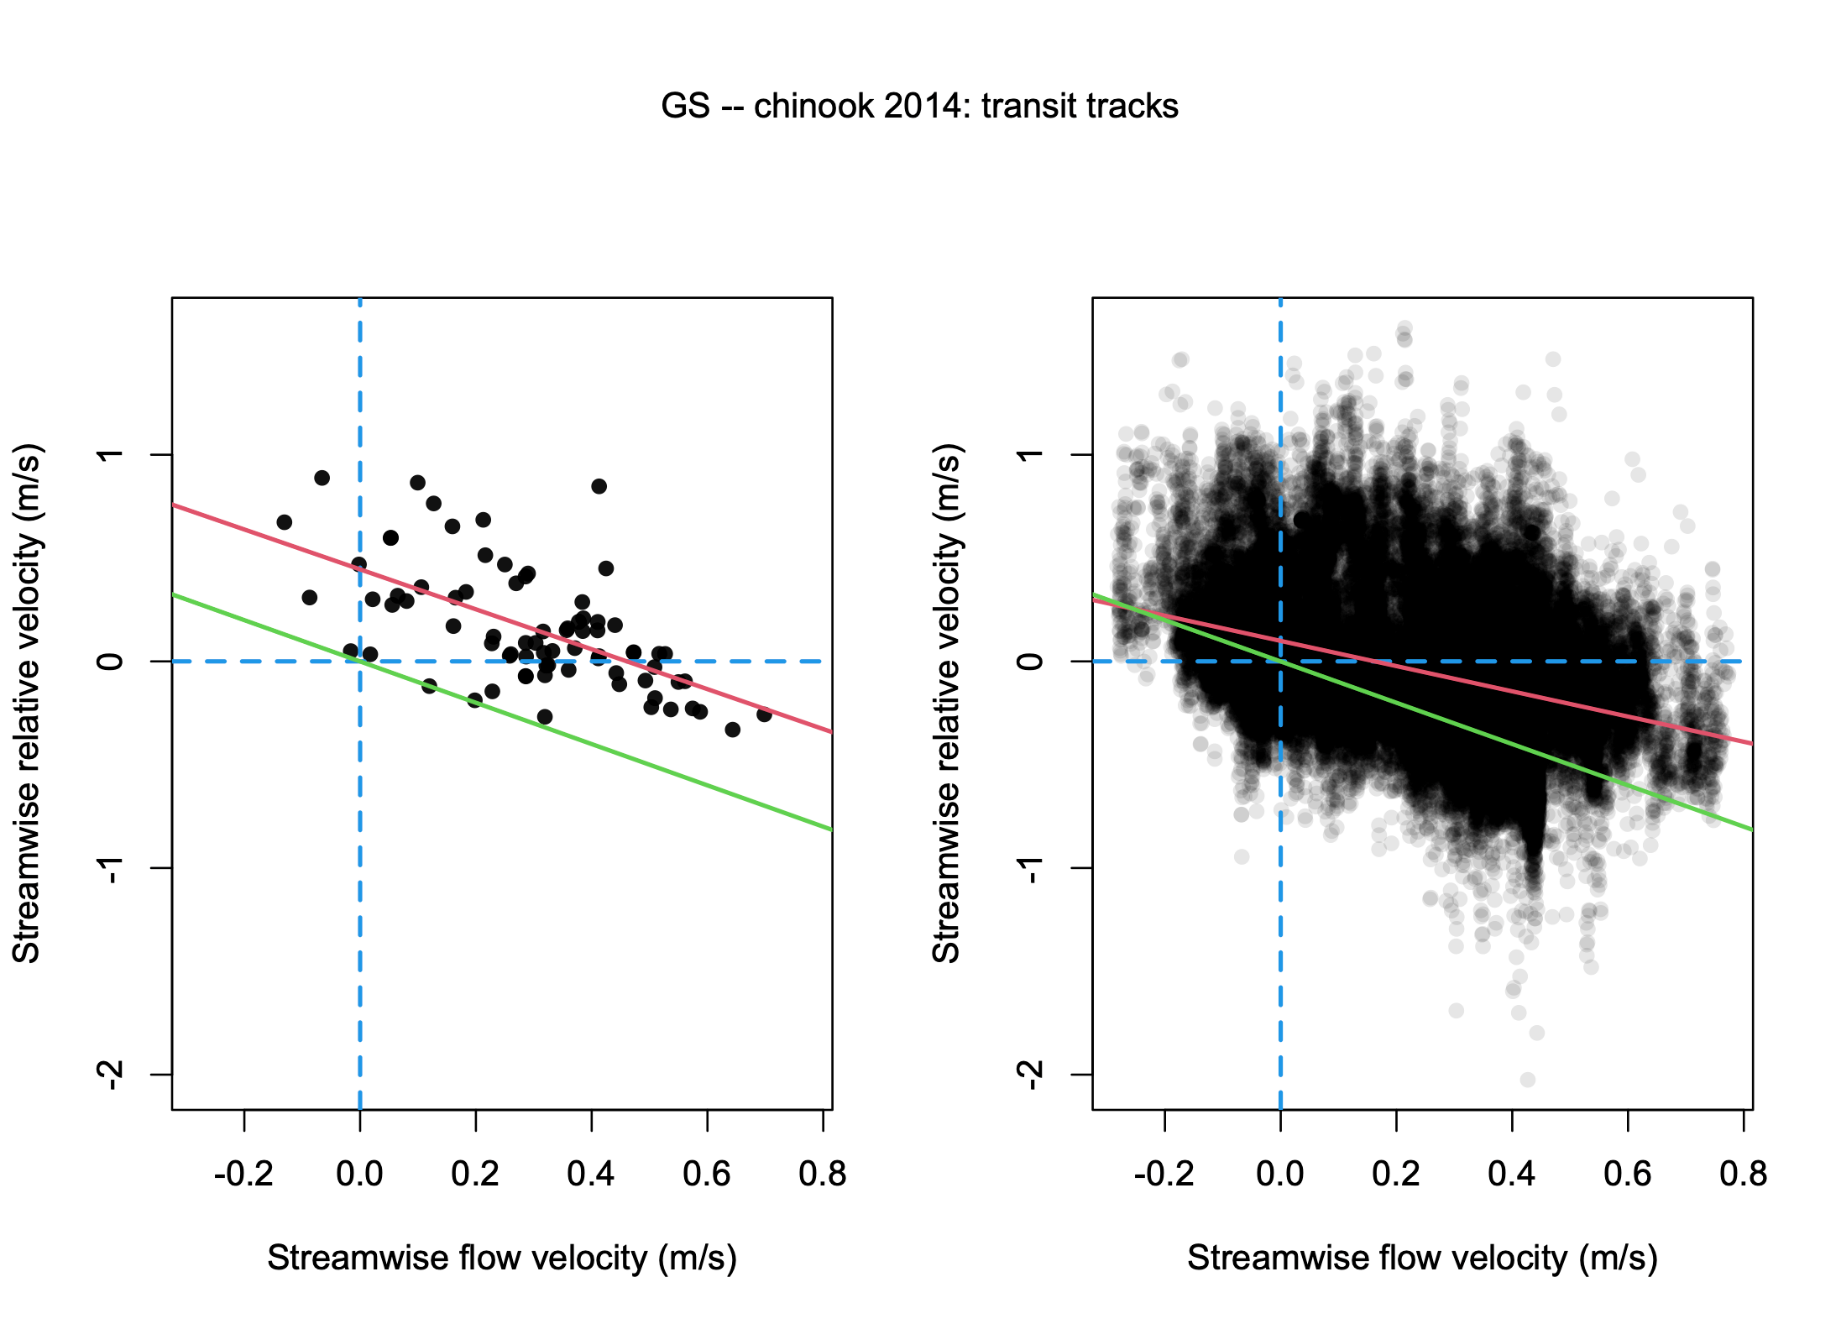 GS -- chinook 2014: transit tracks
Streamwise relative velocity (m/s)
1
0
-1
-2
-0.2 0.0 0.2 0.4 0.6 0.8
Streamwise flow velocity (m/s)
Streamwise relative velocity (m/s)
1
0
-1
-2
-0.2 0.0 0.2 0.4 0.6 0.8
Streamwise flow velocity (m/s)